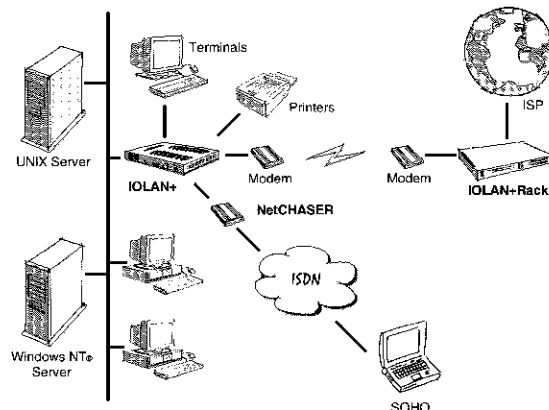 Terminals
Printers
ISP
UNIX Server
IOLAN+
Modem
Modem
IOLAN+Rack
NetCHASER
ISDN
Windows NT®
Server
SOHO